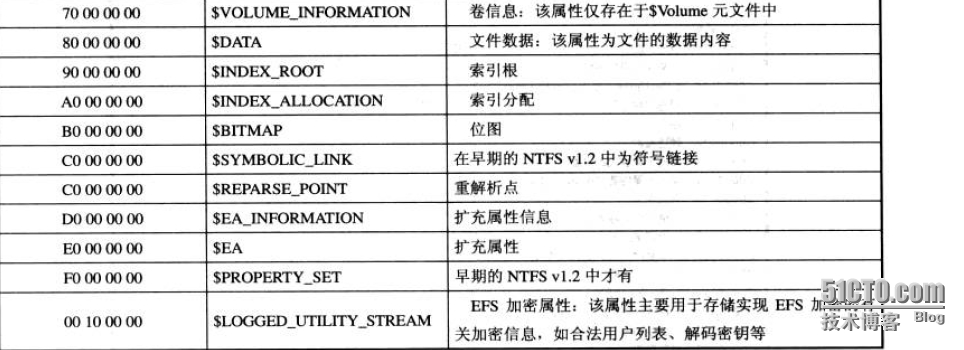 70 00 00 00 $VOLUME_INFORMATION 卷信息：该属性仅存在于$Volume 元文件中
80 00 00 00 $DATA 文件数据：该属性为文件的数据内容
90 00 00 00 $INDEX_ROOT 索引根
A0 00 00 00 $INDEX_ALLOCATION 索引分配
B0 00 00 00 $BITMAP 位图
C0 00 00 00 $SYMBOLIC_LINK 在早期的 NTFS v1.2 中为符号链接
C0 00 00 00 $REPARSE_POINT 重解析点
D0 00 00 00 $EA_INFORMATION 扩充属性信息
E0 00 00 00 $EA 扩充属性
F0 00 00 00 $PROPERTY_SET 早期的 NTFS v1.2 中才有
00 10 00 00 $LOGGED_UTILITY_STREAM EFS 加密属性：该属性主要用于存储实现 EFS 加密
关加密信息，如合法用户列表、解码密钥等
51CTO.com
技术博客 Blog